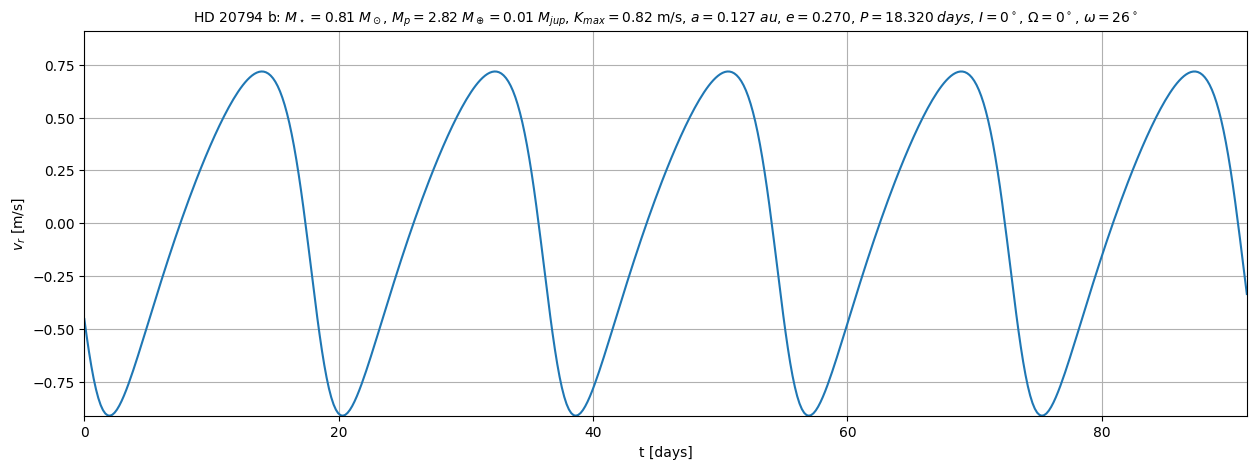 HD 20794 b: $M_\star = 0.81\ M_\odot$, $M_p = 2.82\ M_\oplus = 0.01\ M_{jup}$, $K_{max} = 0.82$ m/s, $a = 0.127\ au$, $e = 0.270$, $P = 18.320\ days$, $I = 0^\circ$, $\Omega = 0^\circ$, $\omega = 26^\circ$
0.75
0.50
0.25
0.00
−0.25
−0.50
−0.75
$v_r$ [m/s]
0 20 40 60 80
t [days]